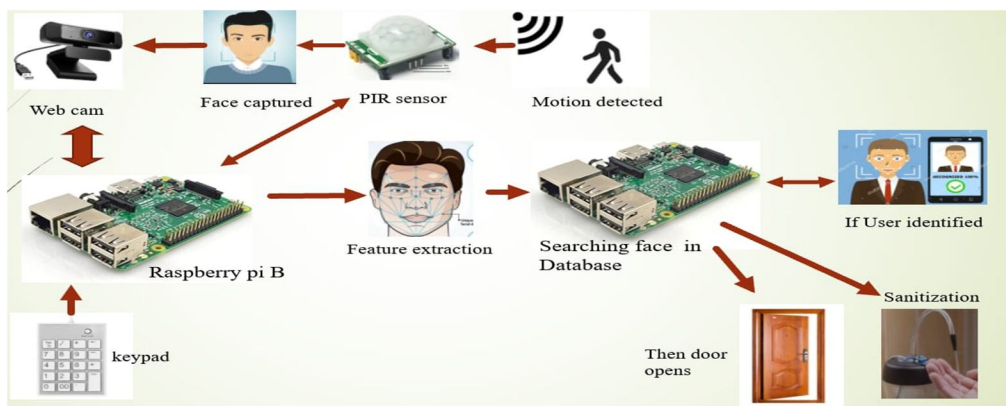 Web cam
Face captured
PIR sensor
Motion detected
Raspberry pi B
Feature extraction
Searching face in
Database
If User identified
keypad
Then door
opens
Sanitization